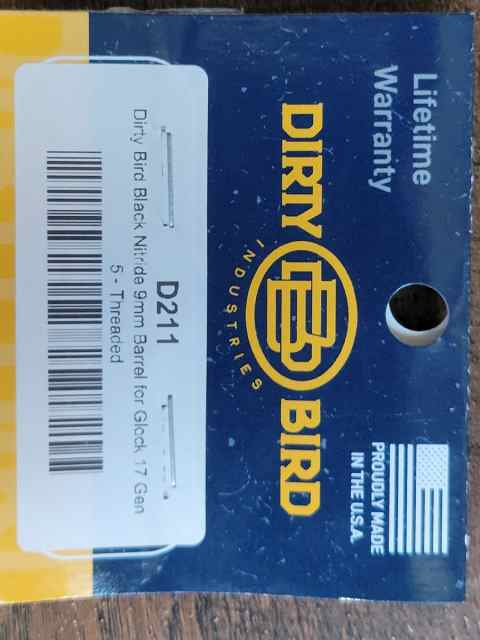 Lifetime
Warranty
PROUDLY MADE
IN THE U.S.A.
DIRTY BIRD
INDUSTRIES
D211
Dirty Bird Black Nitride 9mm Barrel for Glock 17 Gen
5 - Threaded